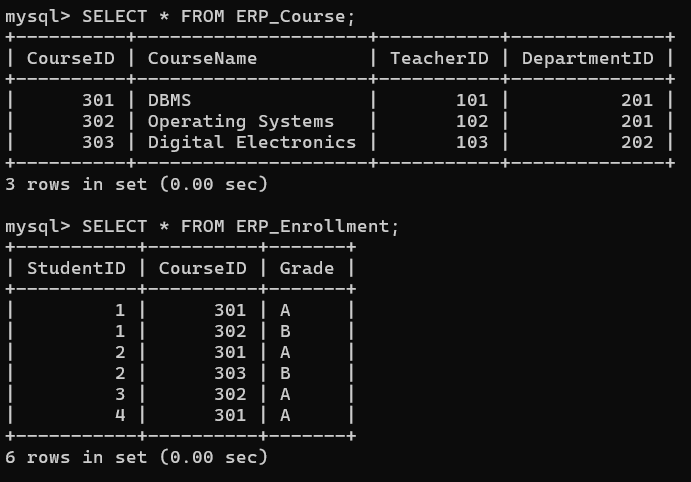 mysql> SELECT * FROM ERP_Course;
+----------+---------------------+-----------+--------------+
| CourseID | CourseName          | TeacherID | DepartmentID |
+----------+---------------------+-----------+--------------+
|      301 | DBMS                |       101 |          201 |
|      302 | Operating Systems   |       102 |          201 |
|      303 | Digital Electronics |       103 |          202 |
+----------+---------------------+-----------+--------------+
3 rows in set (0.00 sec)

mysql> SELECT * FROM ERP_Enrollment;
+-----------+----------+-------+
| StudentID | CourseID | Grade |
+-----------+----------+-------+
|         1 |      301 | A     |
|         1 |      302 | B     |
|         2 |      301 | A     |
|         2 |      303 | B     |
|         3 |      302 | A     |
|         4 |      301 | A     |
+-----------+----------+-------+
6 rows in set (0.00 sec)